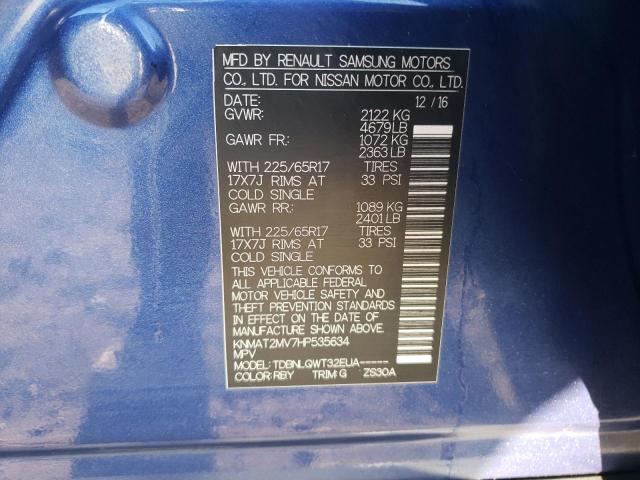 MFD BY RENAULT SAMSUNG MOTORS
CO., LTD. FOR NISSAN MOTOR CO., LTD.
DATE: 12 / 16
GVWR: 2122 KG
4679 LB
GAWR FR.: 1072 KG
2363 LB
WITH 225/65R17 TIRES
17X7J RIMS AT 33 PSI
COLD SINGLE
GAWR RR.: 1089 KG
2401 LB
WITH 225/65R17 TIRES
17X7J RIMS AT 33 PSI
COLD SINGLE
THIS VEHICLE CONFORMS TO
ALL APPLICABLE FEDERAL
MOTOR VEHICLE SAFETY AND
THEFT PREVENTION STANDARDS
IN EFFECT ON THE DATE OF
MANUFACTURE SHOWN ABOVE.
KNMAT2MV7HP535634
MPV
MODEL: TDBNLQWT32EUA-----
COLOR: RBY TRIM: G ZS30A